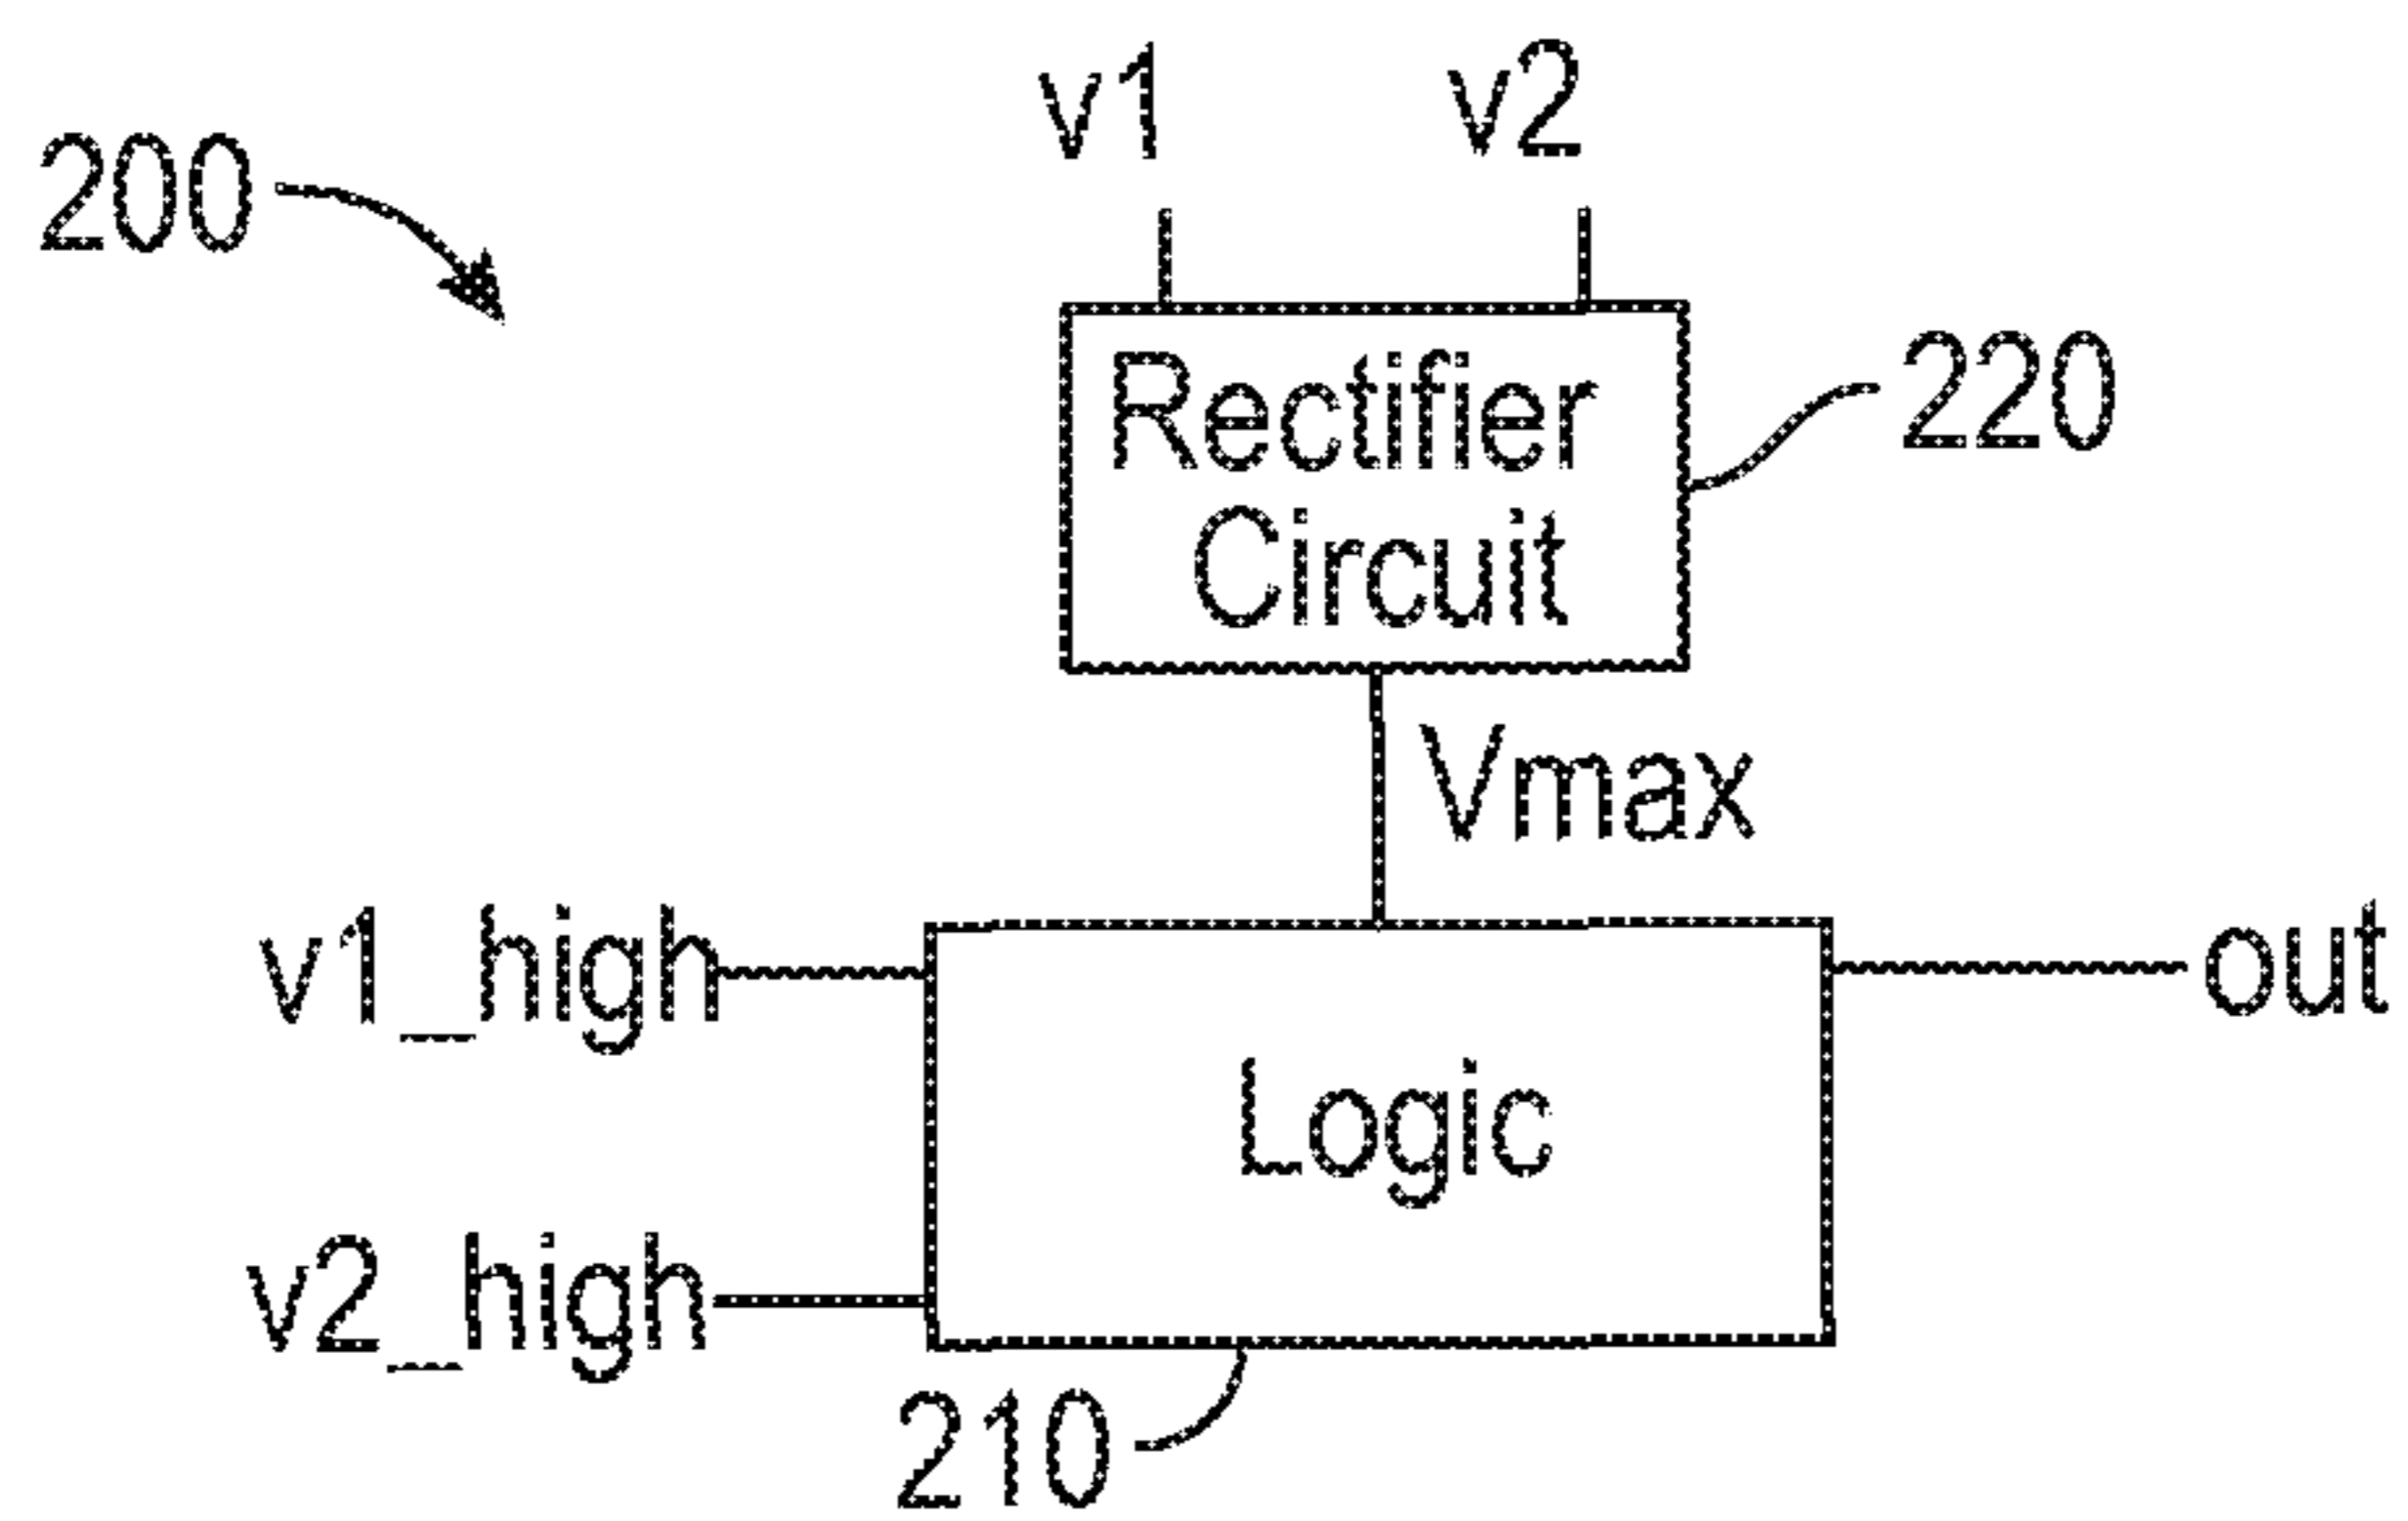 v1 v2
200
Rectifier
Circuit
220
Vmax
v1_high
out
Logic
v2_high
210